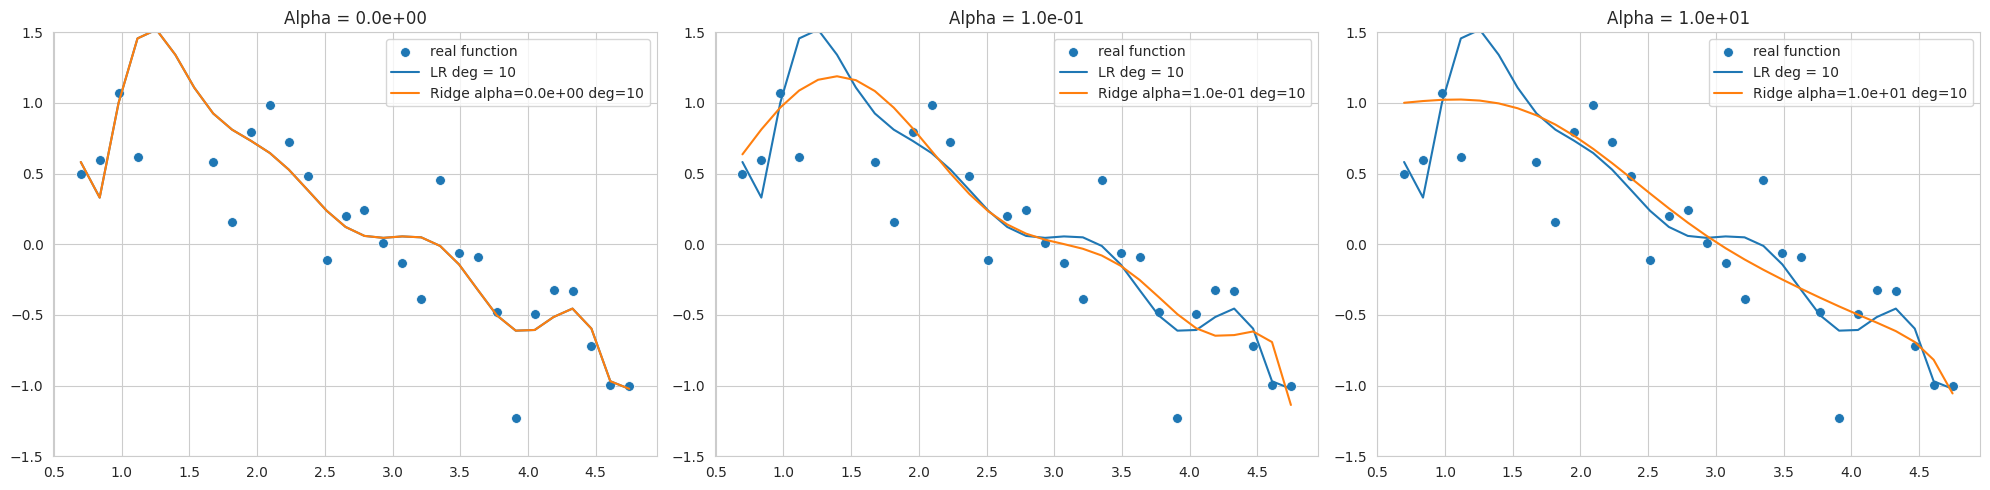 Alpha = 0.0e+00
real function
LR deg = 10
Ridge alpha=0.0e+00 deg=10
1.5
1.0
0.5
0.0
−0.5
−1.0
−1.5
0.5 1.0 1.5 2.0 2.5 3.0 3.5 4.0 4.5
Alpha = 1.0e-01
real function
LR deg = 10
Ridge alpha=1.0e-01 deg=10
1.5
1.0
0.5
0.0
−0.5
−1.0
−1.5
0.5 1.0 1.5 2.0 2.5 3.0 3.5 4.0 4.5
Alpha = 1.0e+01
real function
LR deg = 10
Ridge alpha=1.0e+01 deg=10
1.5
1.0
0.5
0.0
−0.5
−1.0
−1.5
0.5 1.0 1.5 2.0 2.5 3.0 3.5 4.0 4.5